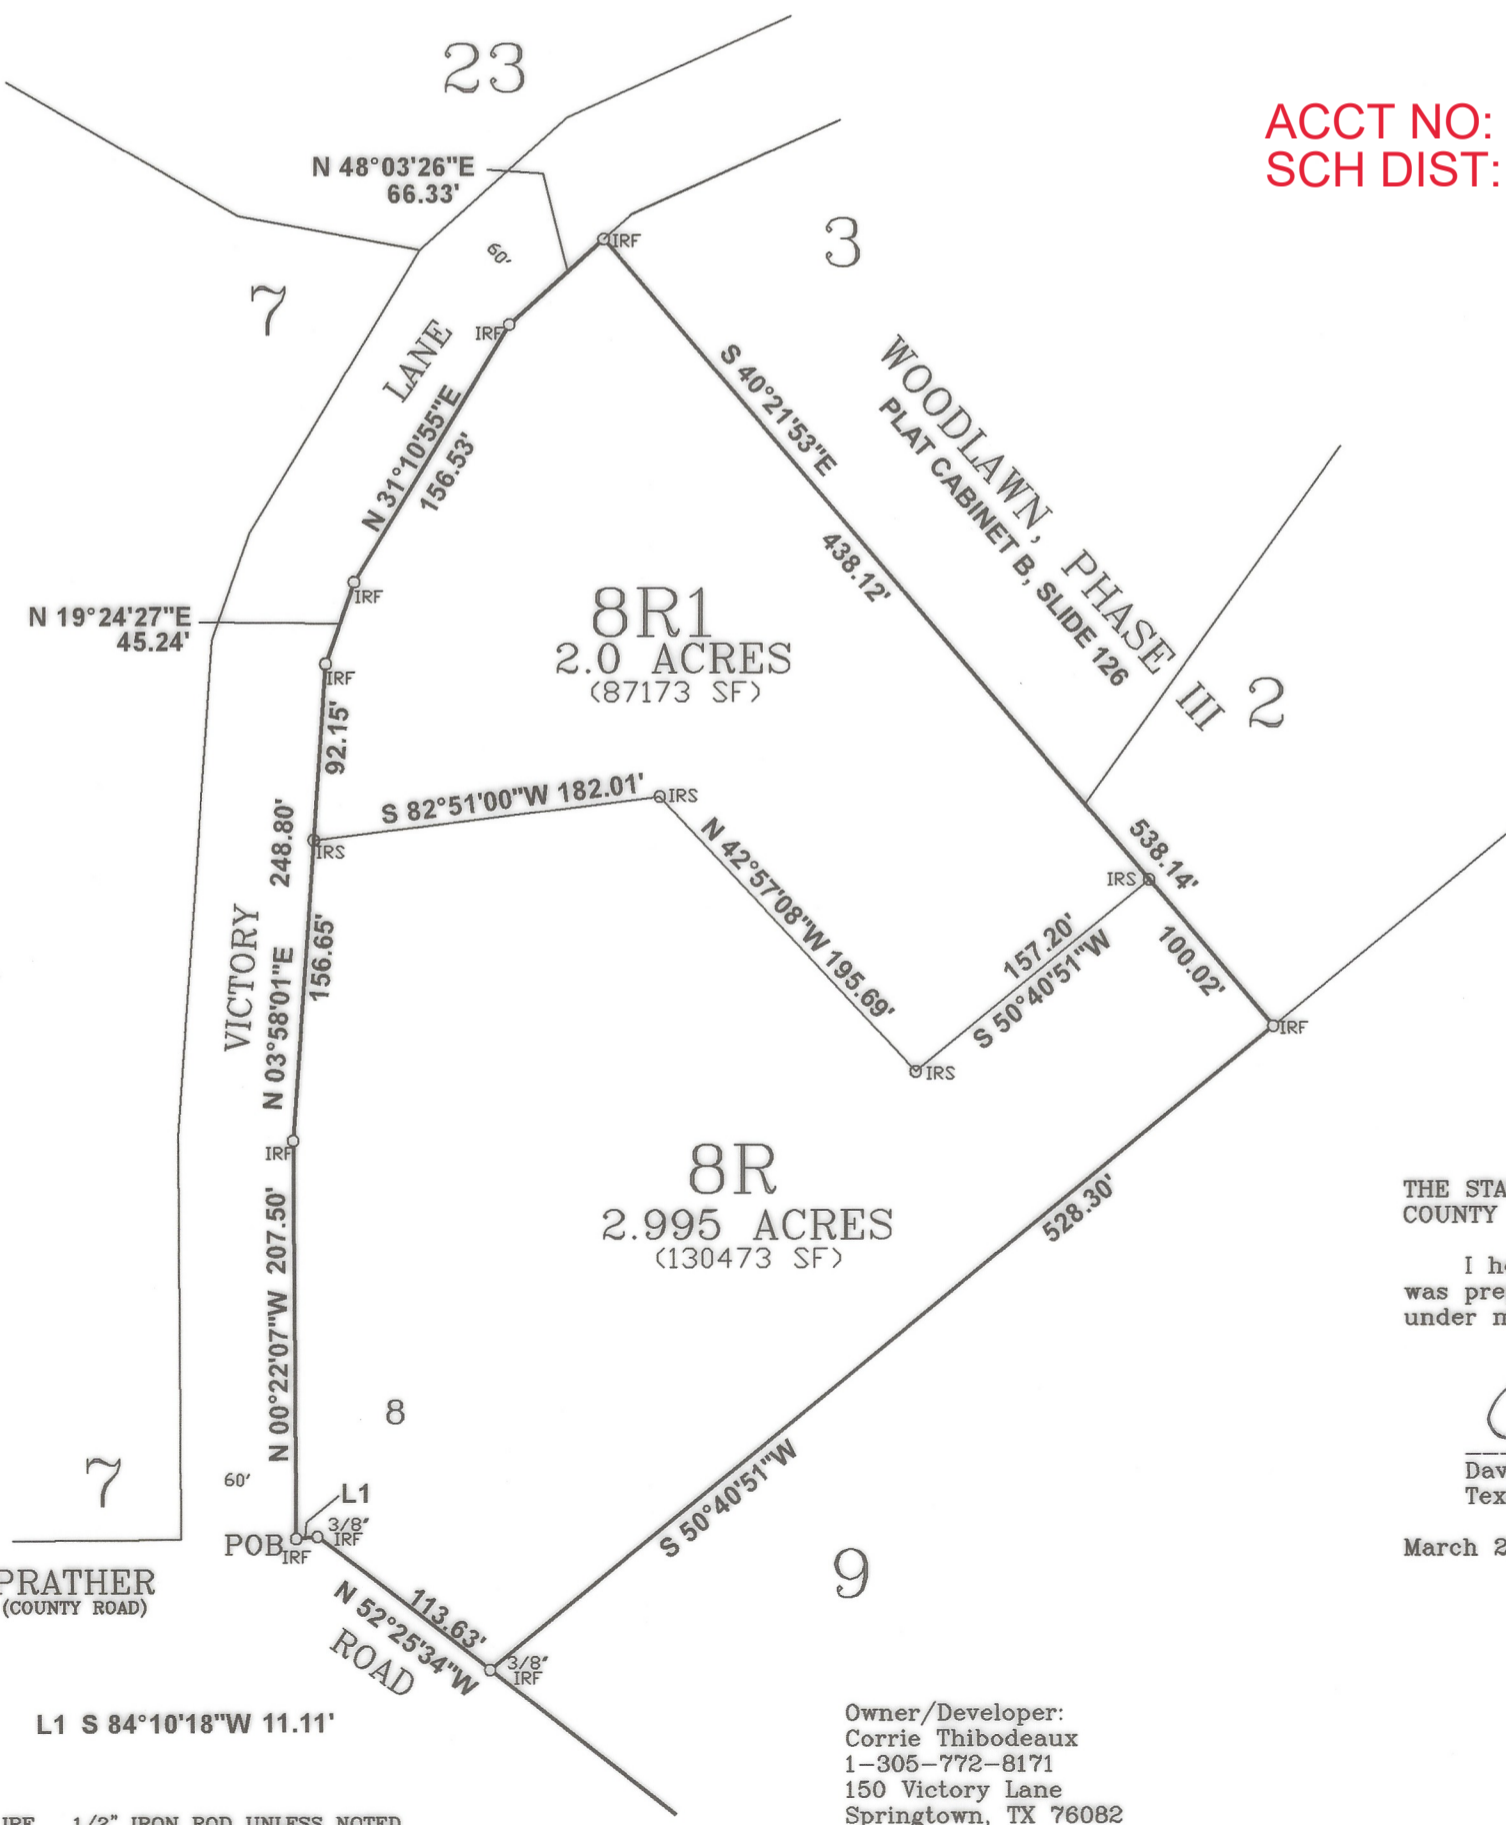 23
ACCT NO:
SCH DIST:
N 48°03'26"E
66.33'
60'
IRF
3
7
LANE
IRF
N 31°10'55"E
156.53'
S 40°21'53"E
438.12'
WOODLAWN, PHASE III
PLAT CABINET B, SLIDE 126
IRF
N 19°24'27"E
45.24'
IRF
8R1
2.0 ACRES
(87173 SF)
2
92.15'
S 82°51'00"W 182.01'
IRS
IRS
N 42°57'08"W 195.69'
538.14'
IRS
VICTORY
N 03°58'01"E 248.80'
156.65'
157.20'
S 50°40'51"W
100.02'
IRF
IRS
IRF
8R
2.995 ACRES
(130473 SF)
N 00°22'07"W 207.50'
528.30'
S 50°40'51"W
THE STA
COUNTY
I h
was pre
under m
8
7
60'
L1
3/8"
IRF
POB
IRF
Dav
Tex
March 2
PRATHER
(COUNTY ROAD)
113.63'
N 52°25'34"W
ROAD
3/8"
IRF
9
L1 S 84°10'18"W 11.11'
Owner/Developer:
Corrie Thibodeaux
1-305-772-8171
150 Victory Lane
Springtown, TX 76082
IRF 1/2" IRON ROD UNLESS NOTED